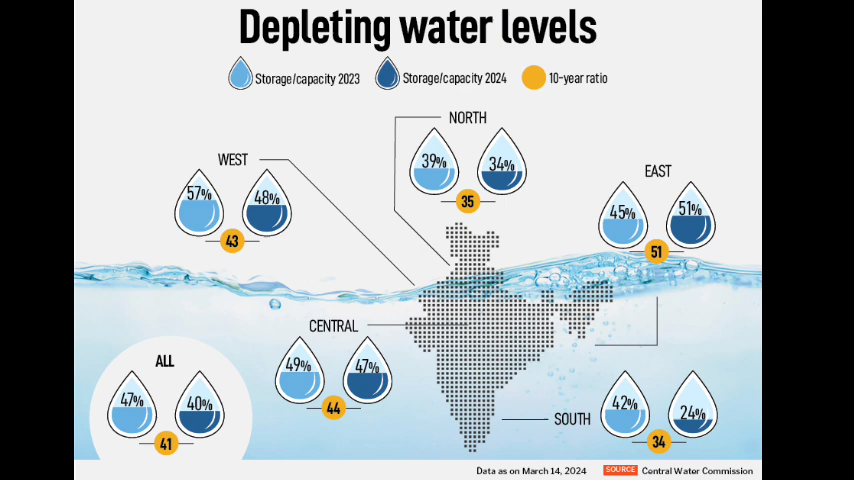 Depleting water levels
Storage/capacity 2023
Storage/capacity 2024
10-year ratio
NORTH
39%
34%
35
WEST
57%
48%
43
EAST
45%
51%
51
CENTRAL
49%
47%
44
ALL
47%
40%
41
SOUTH
42%
24%
34
Data as on March 14, 2024
SOURCE Central Water Commission